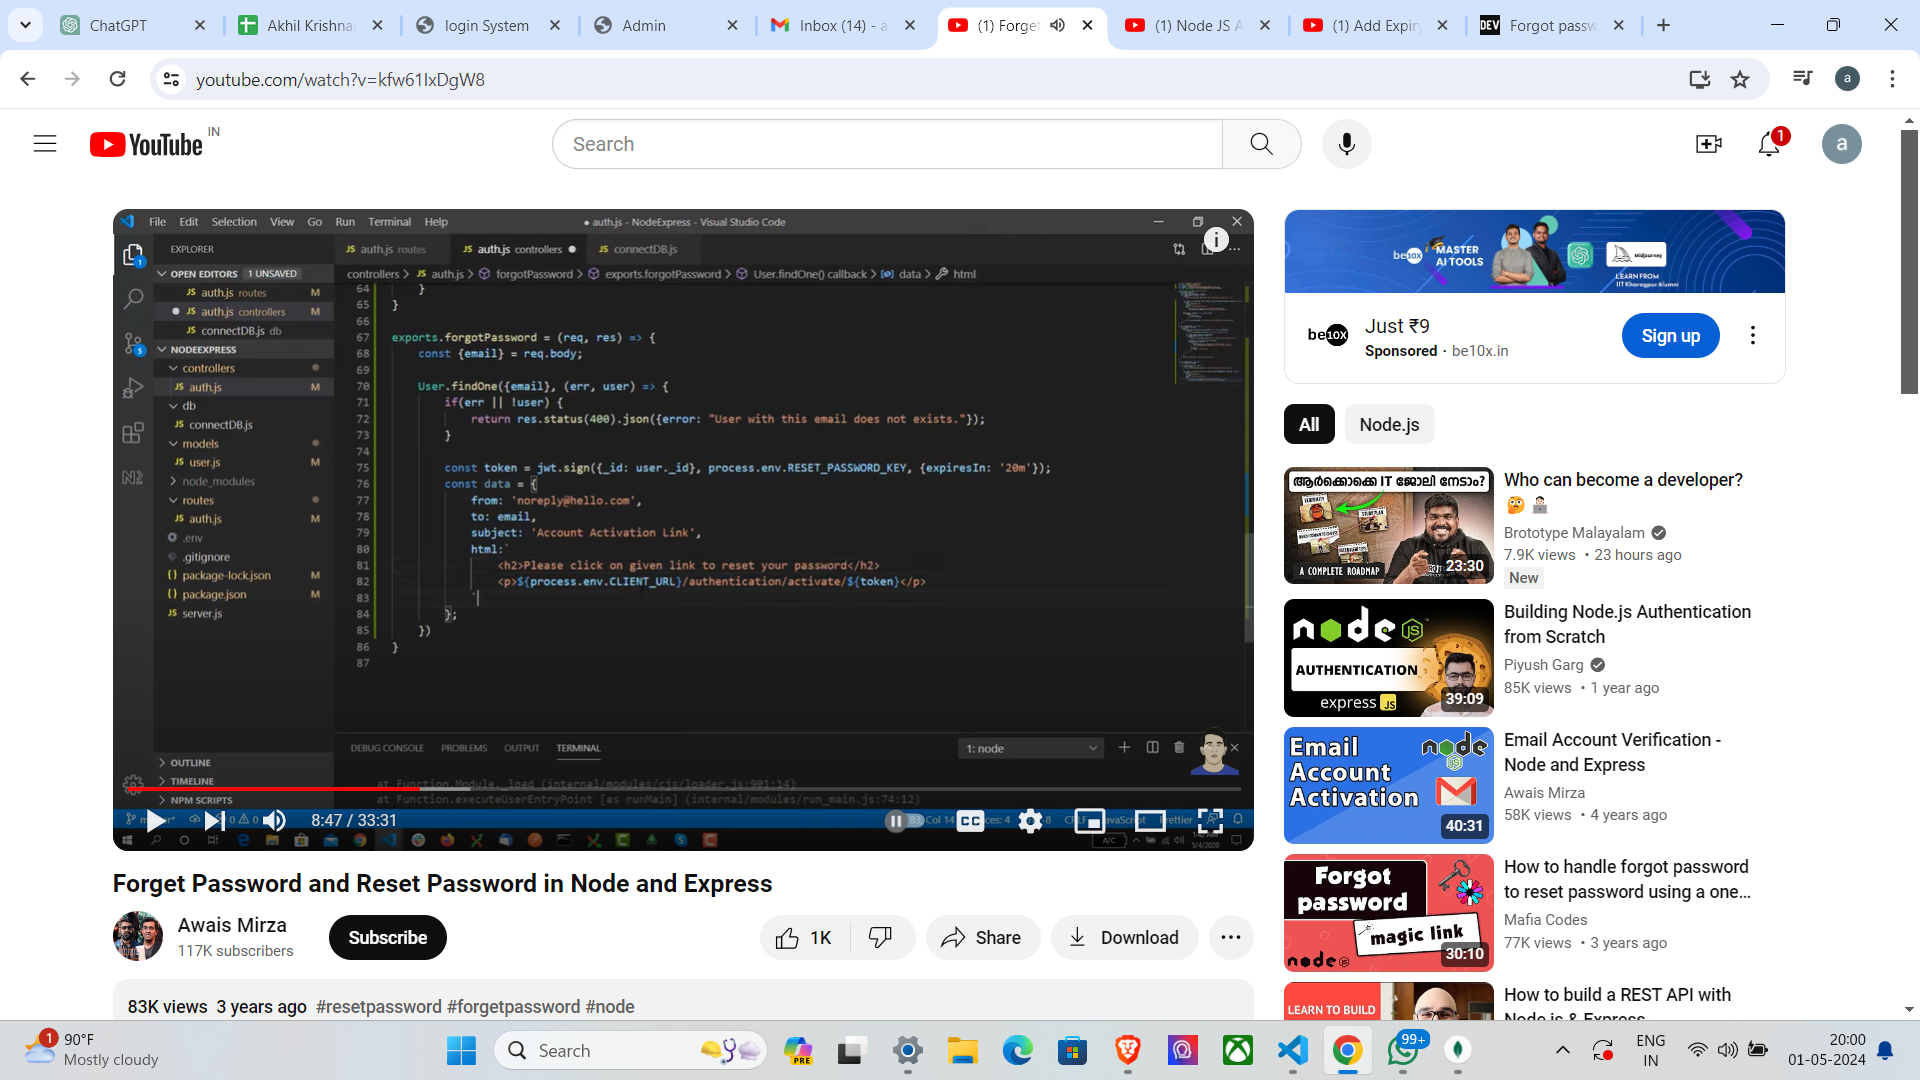 ChatGPT
Akhil Krishna
login System
Admin
Inbox (14) - a
(1) Forget
(1) Node JS A
(1) Add Expiry
DEV Forgot passw
youtube.com/watch?v=kfw61IxDgW8
a
YouTube IN
Search
1
a
File Edit Selection View Go Run Terminal Help
● auth.js - NodeExpress - Visual Studio Code
EXPLORER
OPEN EDITORS 1 UNSAVED
JS auth.js routes M
JS auth.js controllers M
JS connectDB.js db
NODEEXPRESS
controllers
JS auth.js M
db
JS connectDB.js
models
JS user.js M
node_modules
routes
JS auth.js M
.env
.gitignore
package-lock.json M
package.json M
JS server.js
OUTLINE
TIMELINE
NPM SCRIPTS
JS auth.js routes
JS auth.js controllers ●
JS connectDB.js
controllers > JS auth.js > forgotPassword > exports.forgotPassword > User.findOne() callback > data > html
64 }
65 }
66
67 exports.forgotPassword = (req, res) => {
68 const {email} = req.body;
69
70 User.findOne({email}, (err, user) => {
71 if(err || !user) {
72 return res.status(400).json({error: "User with this email does not exists."});
73 }
74
75 const token = jwt.sign({_id: user._id}, process.env.RESET_PASSWORD_KEY, {expiresIn: '20m'});
76 const data = {
77 from: 'noreply@hello.com',
78 to: email,
79 subject: 'Account Activation Link',
80 html:`
81 <h2>Please click on given link to reset your password</h2>
82 <p>${process.env.CLIENT_URL}/authentication/activate/${token}</p>
83 `
84 };
85 })
86 }
87
DEBUG CONSOLE PROBLEMS OUTPUT TERMINAL
1: node
at Function.Module._load (internal/modules/cjs/loader.js:901:14)
at Function.executeUserEntryPoint [as runMain] (internal/modules/run_main.js:74:12)
8:47 / 33:31
CC
5/4/2020
Forget Password and Reset Password in Node and Express
Awais Mirza
117K subscribers
Subscribe
1K
Share
Download
83K views 3 years ago #resetpassword #forgetpassword #node
be10x MASTER AI TOOLS
Midjourney
LEARN FROM
IIT Kharagpur Alumni
be10X
Just ₹9
Sponsored · be10x.in
Sign up
All
Node.js
ആർക്കൊക്കെ IT ജോലി നേടാം?
A COMPLETE ROADMAP
23:30
Who can become a developer?
Brototype Malayalam
7.9K views • 23 hours ago
New
node JS
AUTHENTICATION
express JS
39:09
Building Node.js Authentication
from Scratch
Piyush Garg
85K views • 1 year ago
Email
Account
Activation
node
40:31
Email Account Verification -
Node and Express
Awais Mirza
58K views • 4 years ago
Forgot
password
magic link
node
30:10
How to handle forgot password
to reset password using a one...
Mafia Codes
77K views • 3 years ago
LEARN TO BUILD
How to build a REST API with
Node.js & Express
1
90°F
Mostly cloudy
Search
PRE
99+
ENG
IN
20:00
01-05-2024